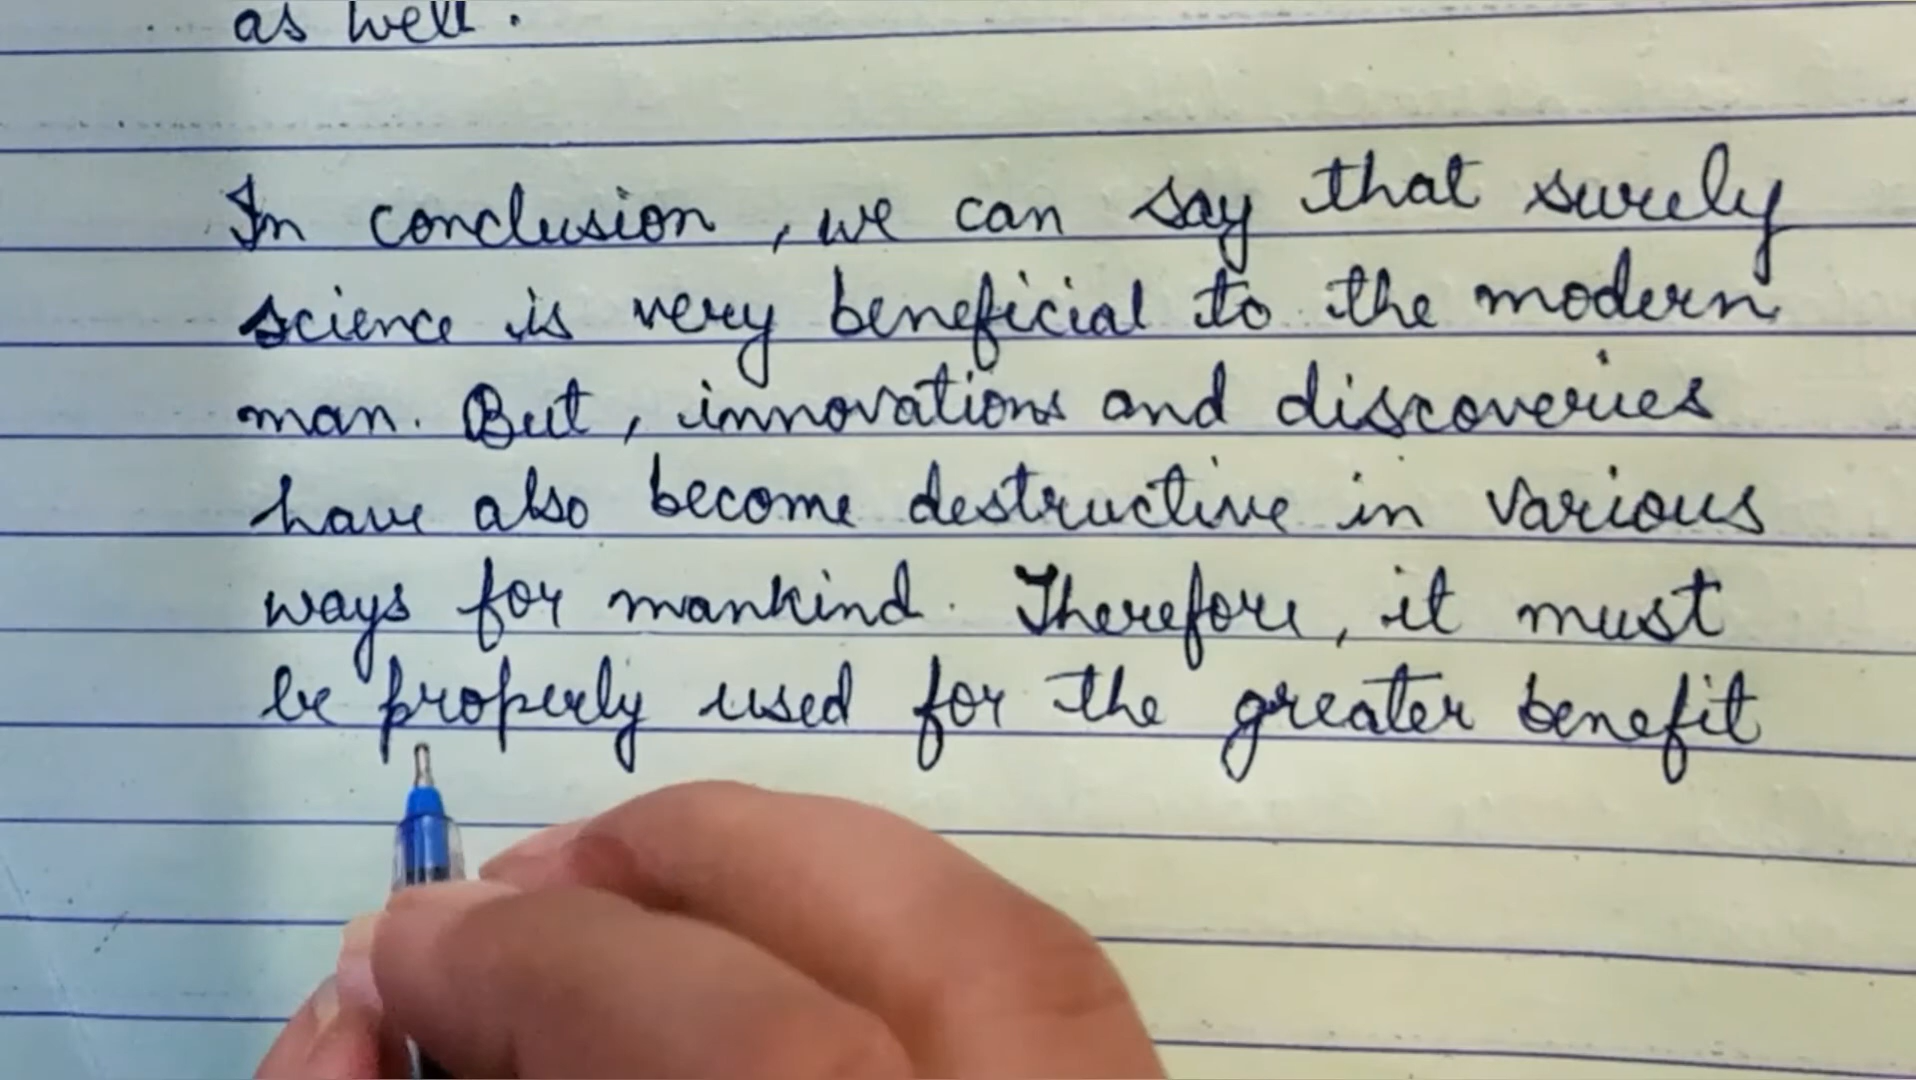 as well.
In conclusion, we can say that surely
science is very beneficial to the modern
man. But, innovations and discoveries
have also become destructive in various
ways for mankind. Therefore, it must
be properly used for the greater benefit